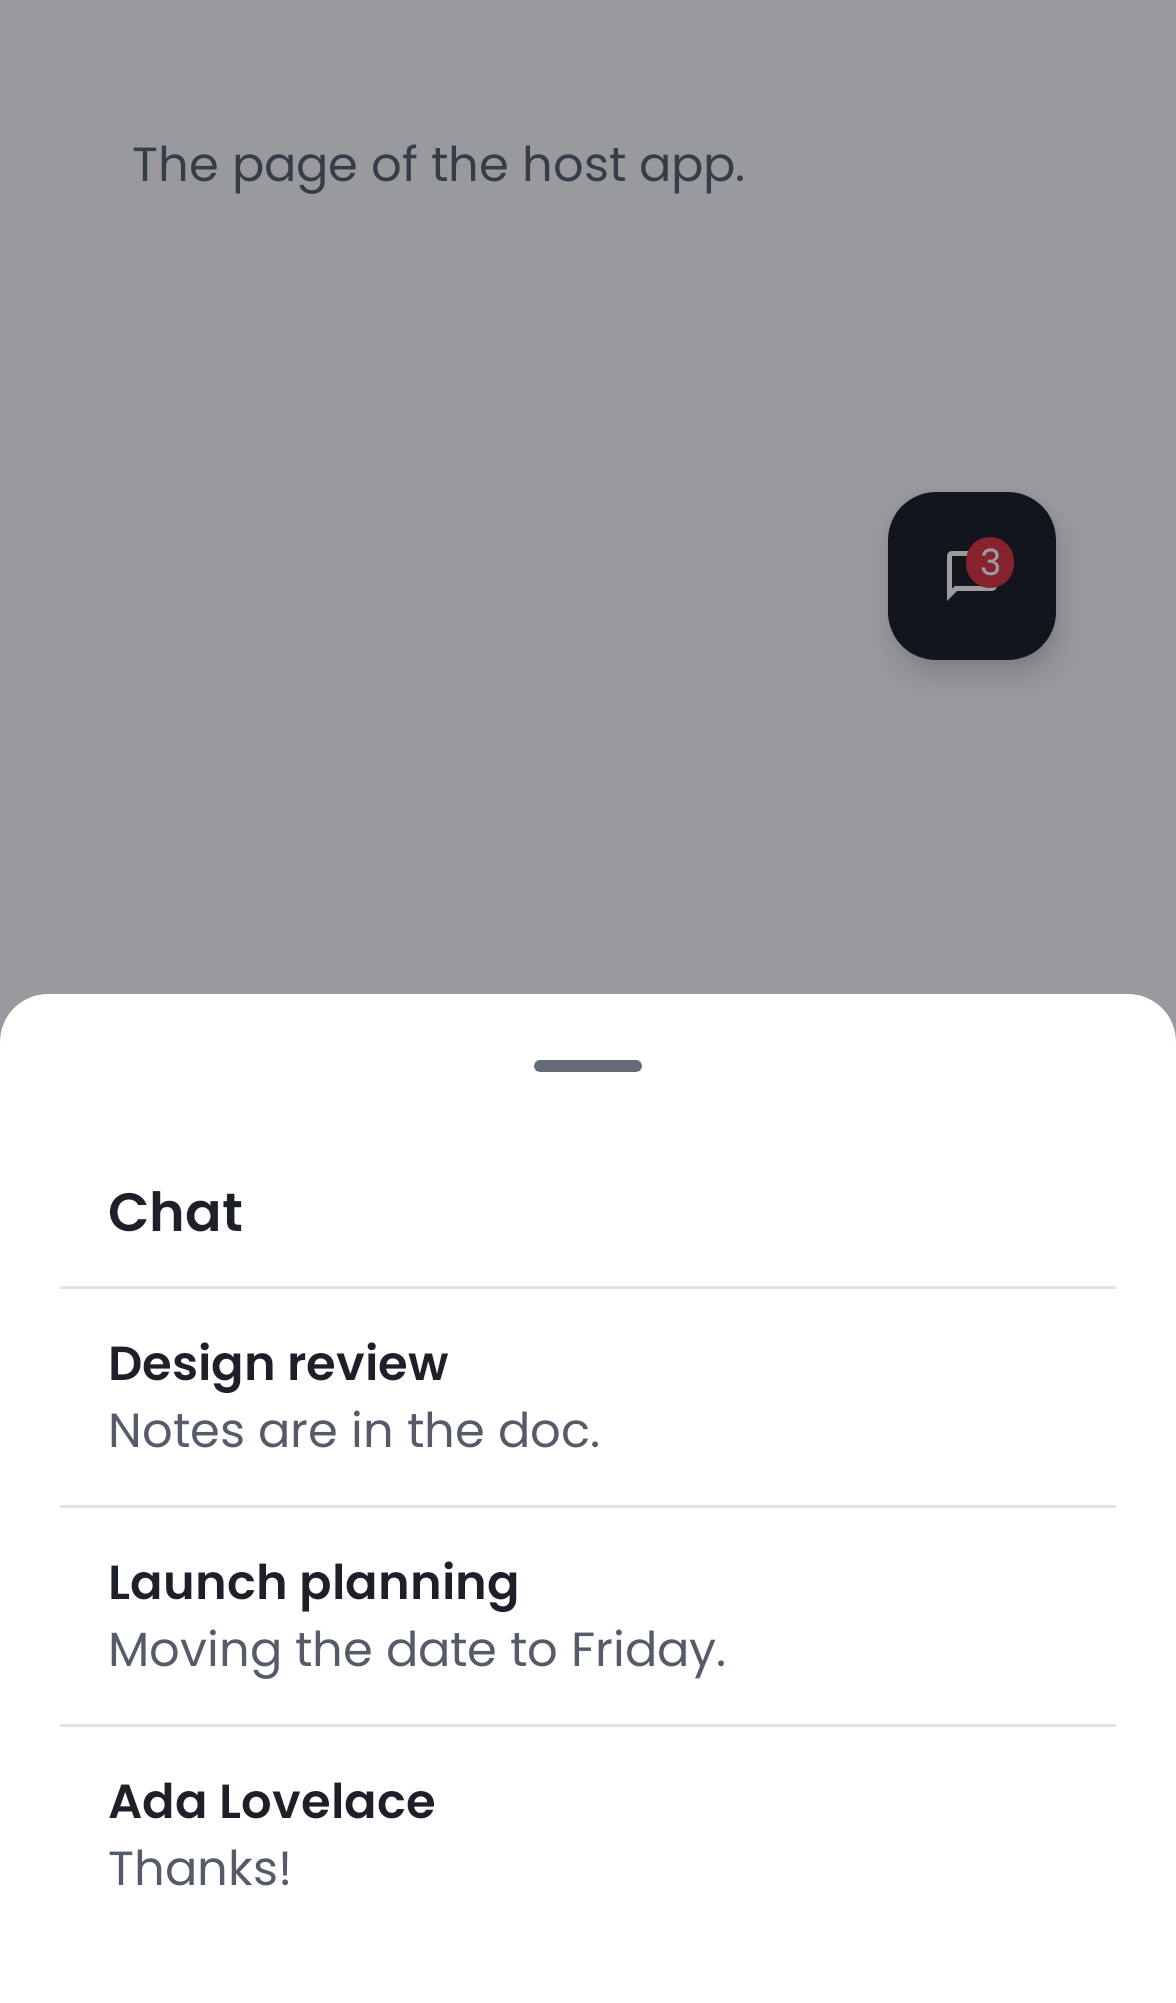 The page of the host app.
3
Chat
Design review
Notes are in the doc.
Launch planning
Moving the date to Friday.
Ada Lovelace
Thanks!